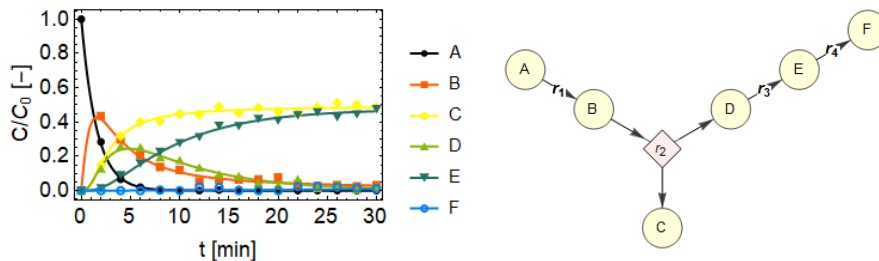 C/C₀ [–]
1.0
0.8
0.6
0.4
0.2
0.0
0 5 10 15 20 25 30
t [min]
A
B
C
D
E
F
A
r₁
B
r₂
C
D
r₃
E
r₄
F